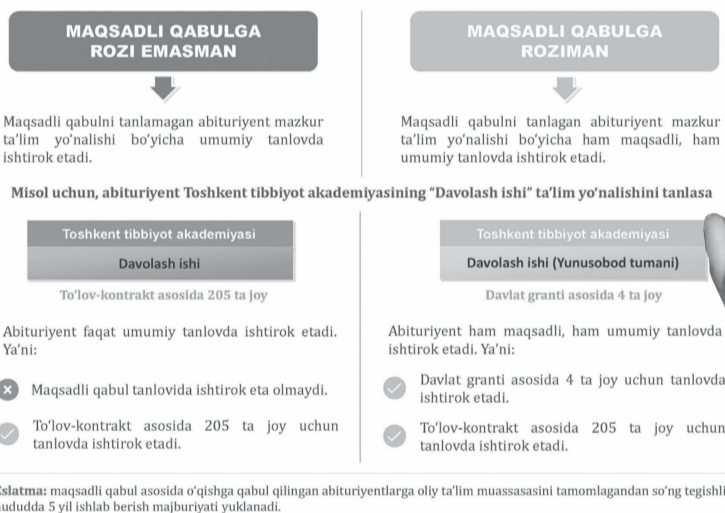 MAQSADLI QABULGA
ROZI EMASMAN
Maqsadli qabulni tanlamagan abituriyent mazkur
ta’lim yo‘nalishi bo‘yicha umumiy tanlovda
ishtirok etadi.
MAQSADLI QABULGA
ROZIMAN
Maqsadli qabulni tanlagan abituriyent mazkur
ta’lim yo‘nalishi bo‘yicha ham maqsadli, ham
umumiy tanlovda ishtirok etadi.
Misol uchun, abituriyent Toshkent tibbiyot akademiyasining “Davolash ishi” ta’lim yo‘nalishini tanlasa
Toshkent tibbiyot akademiyasi
Davolash ishi
To‘lov-kontrakt asosida 205 ta joy
Abituriyent faqat umumiy tanlovda ishtirok etadi.
Ya’ni:
Maqsadli qabul tanlovida ishtirok eta olmaydi.
To‘lov-kontrakt asosida 205 ta joy uchun
tanlovda ishtirok etadi.
Toshkent tibbiyot akademiyasi
Davolash ishi (Yunusobod tumani)
Davlat granti asosida 4 ta joy
Abituriyent ham maqsadli, ham umumiy tanlovda
ishtirok etadi. Ya’ni:
Davlat granti asosida 4 ta joy uchun tanlovda
ishtirok etadi.
To‘lov-kontrakt asosida 205 ta joy uchun
tanlovda ishtirok etadi.
Eslatma: maqsadli qabul asosida o‘qishga qabul qilingan abituriyentlarga oliy ta’lim muassasasini tamomlagandan so‘ng tegishli
hududda 5 yil ishlab berish majburiyati yuklanadi.